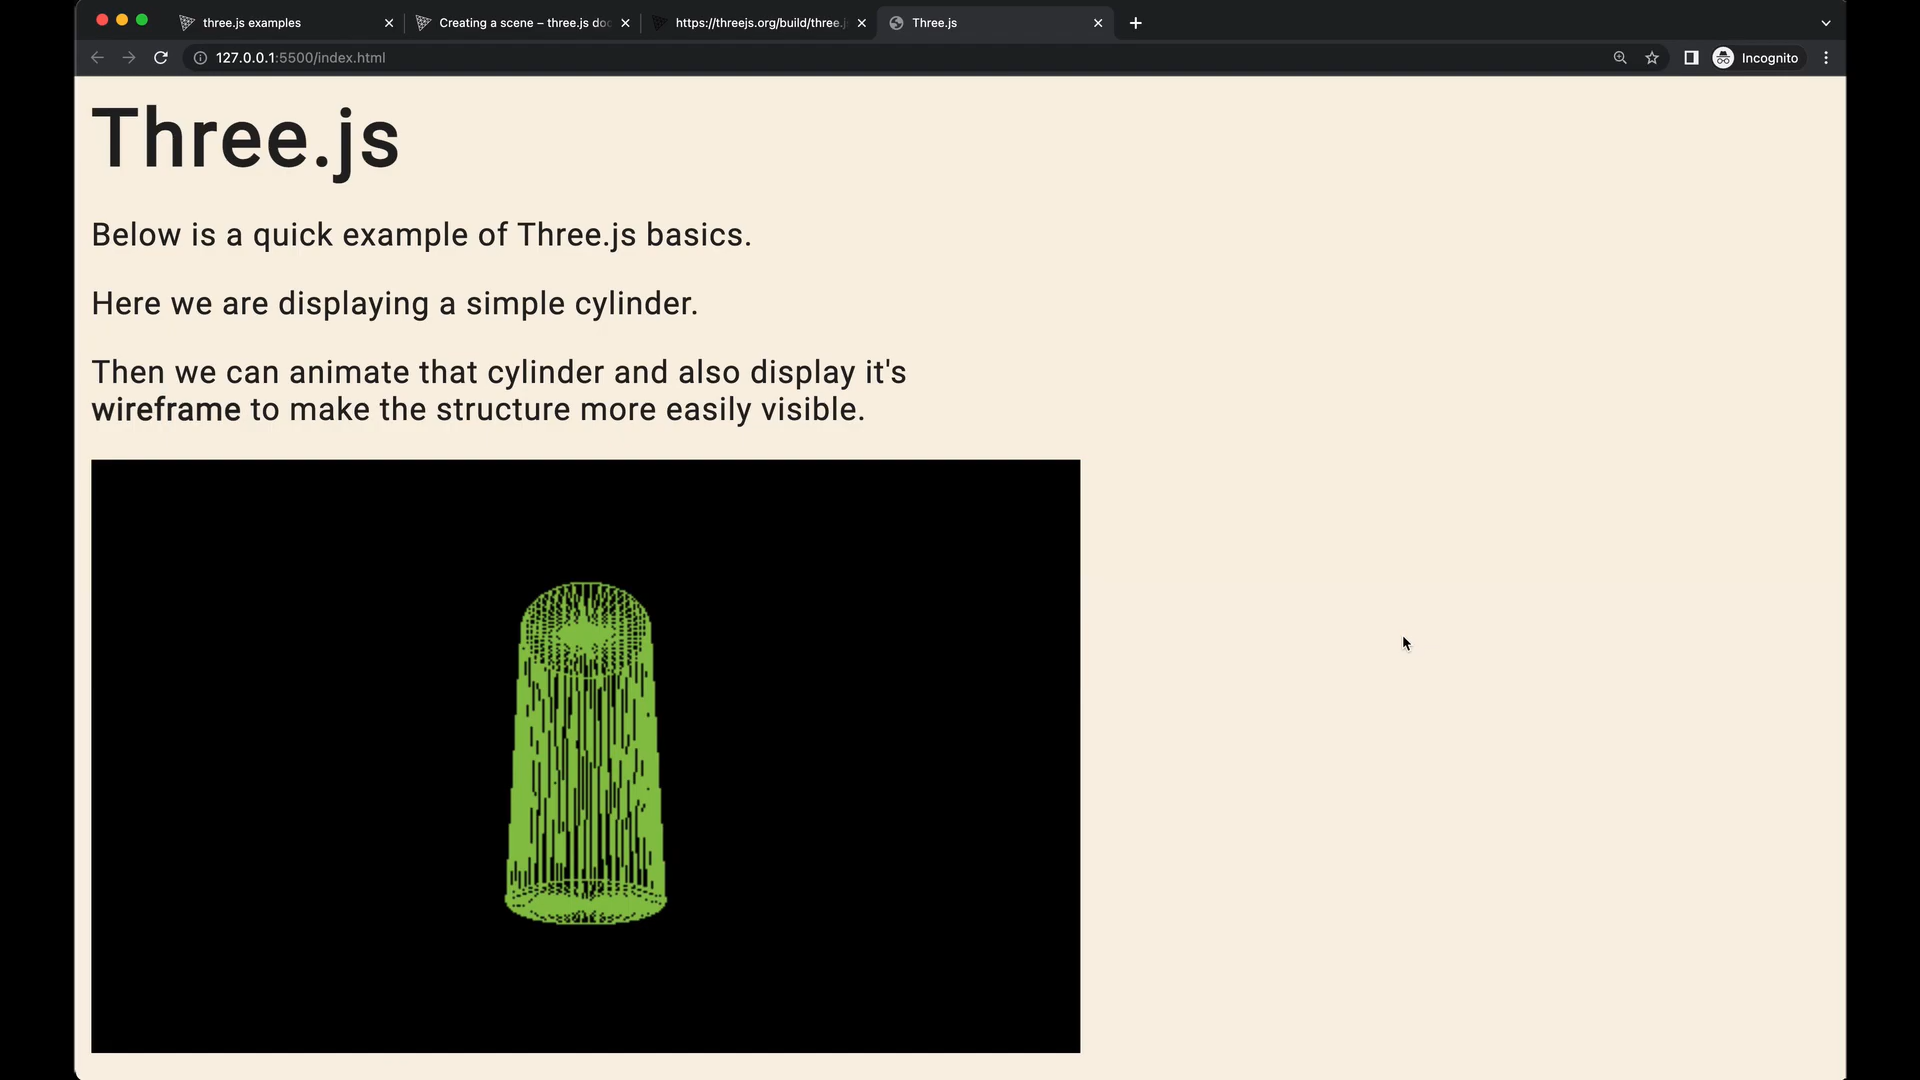 three.js examples
Creating a scene – three.js doc
https://threejs.org/build/three.j
Three.js
127.0.0.1:5500/index.html
Incognito
Three.js
Below is a quick example of Three.js basics.
Here we are displaying a simple cylinder.
Then we can animate that cylinder and also display it's
wireframe to make the structure more easily visible.